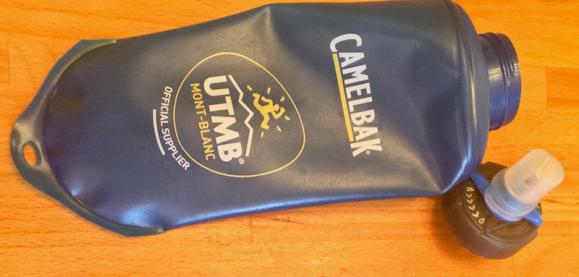 CAMELBAK
UTMB®
MONT-BLANC
OFFICIAL SUPPLIER